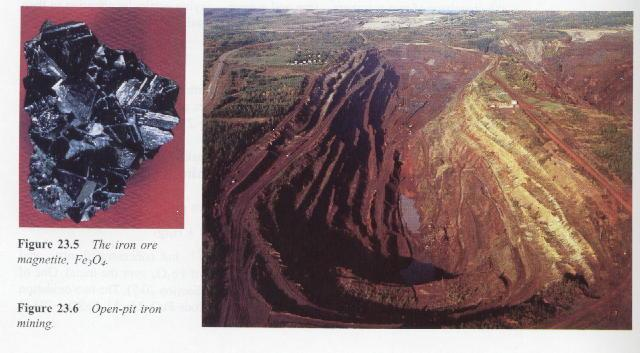 Figure 23.5 The iron ore
magnetite, Fe₃O₄.
Figure 23.6 Open-pit iron
mining.